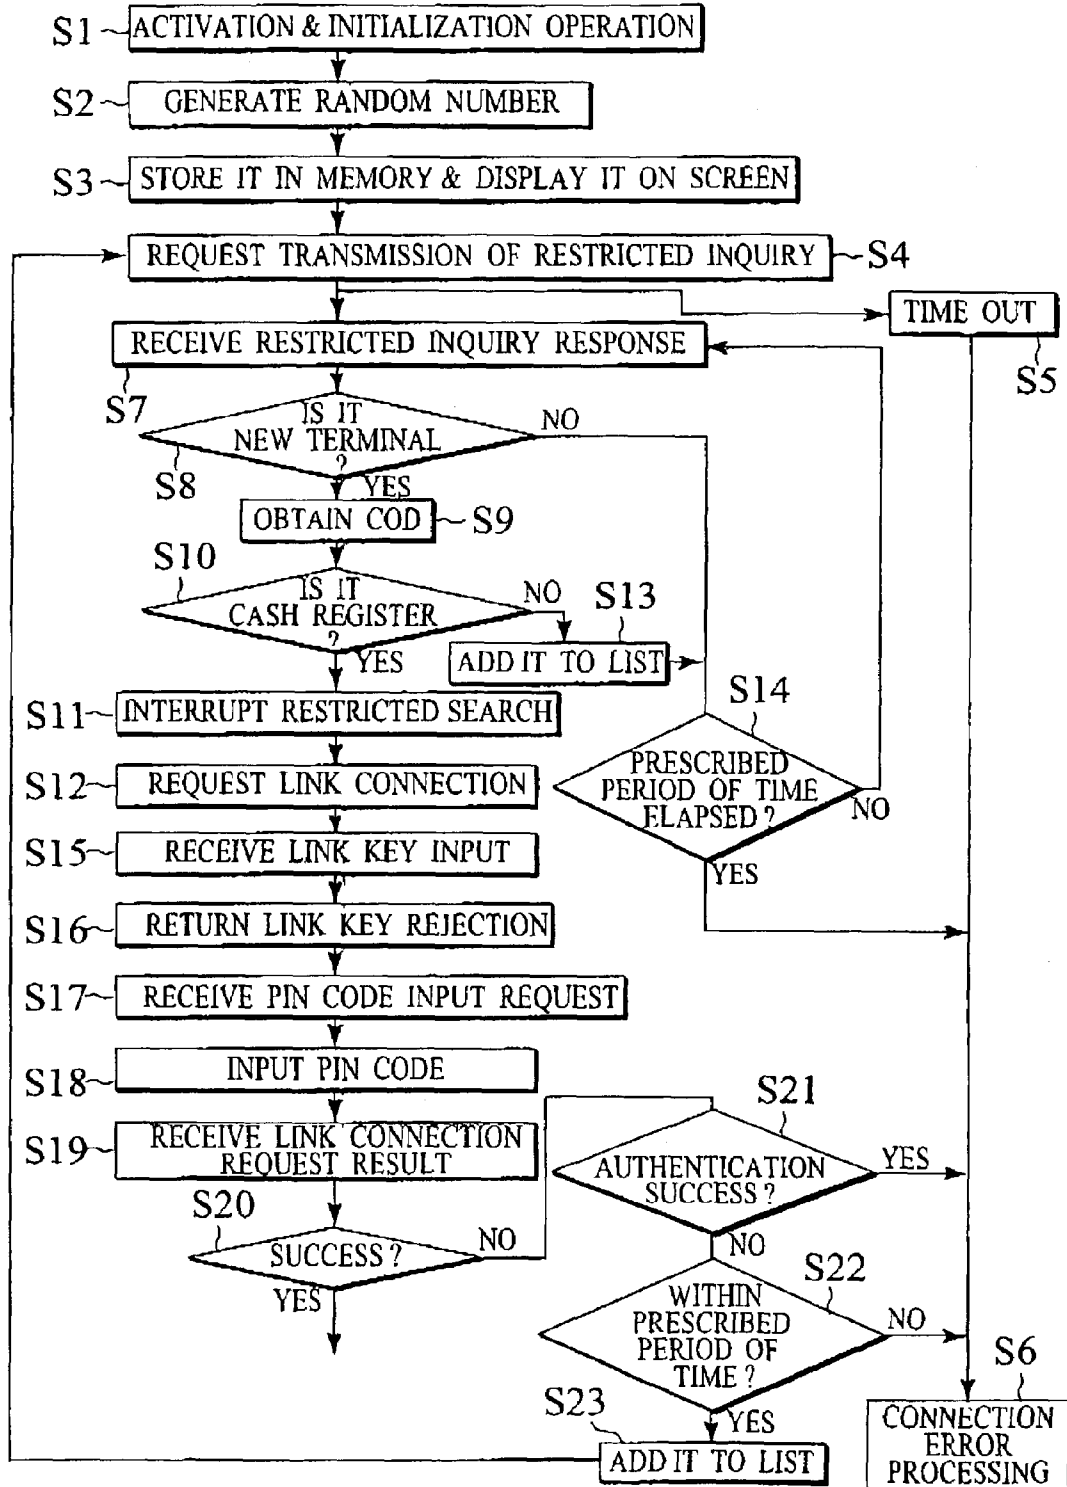 S1 ACTIVATION & INITIALIZATION OPERATION
S2 GENERATE RANDOM NUMBER
S3 STORE IT IN MEMORY & DISPLAY IT ON SCREEN
REQUEST TRANSMISSION OF RESTRICTED INQUIRY S4
TIME OUT
S5
RECEIVE RESTRICTED INQUIRY RESPONSE
S7
IS IT
NEW TERMINAL
?
NO
S8
YES
OBTAIN COD S9
S10
IS IT
CASH REGISTER
?
NO
YES
S13
ADD IT TO LIST
S14
PRESCRIBED
PERIOD OF TIME
ELAPSED ?
NO
YES
S11 INTERRUPT RESTRICTED SEARCH
S12 REQUEST LINK CONNECTION
S15 RECEIVE LINK KEY INPUT
S16 RETURN LINK KEY REJECTION
S17 RECEIVE PIN CODE INPUT REQUEST
S18 INPUT PIN CODE
S19 RECEIVE LINK CONNECTION
REQUEST RESULT
S20
SUCCESS ?
NO
YES
S21
AUTHENTICATION
SUCCESS ?
YES
NO
S22
WITHIN
PRESCRIBED
PERIOD OF
TIME ?
NO
YES
S23
ADD IT TO LIST
S6
CONNECTION
ERROR
PROCESSING